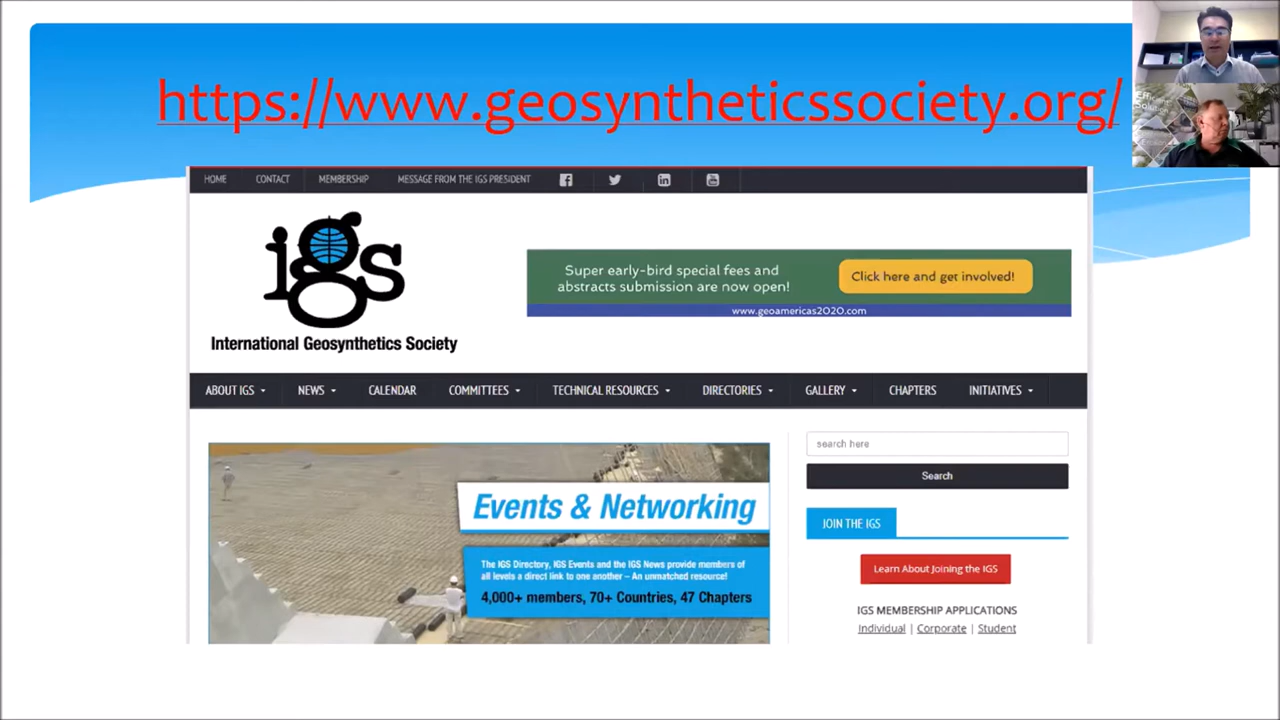 https://www.geosyntheticssociety.org/
HOME CONTACT MEMBERSHIP MESSAGE FROM THE IGS PRESIDENT
igs
International Geosynthetics Society
Super early-bird special fees and
abstracts submission are now open!
Click here and get involved!
www.geoamericas2020.com
ABOUT IGS NEWS CALENDAR COMMITTEES TECHNICAL RESOURCES DIRECTORIES GALLERY CHAPTERS INITIATIVES
Events & Networking
The IGS Directory, IGS Events and the IGS News provide members of
all levels a direct link to one another – An unmatched resource!
4,000+ members, 70+ Countries, 47 Chapters
search here
Search
JOIN THE IGS
Learn About Joining the IGS
IGS MEMBERSHIP APPLICATIONS
Individual | Corporate | Student